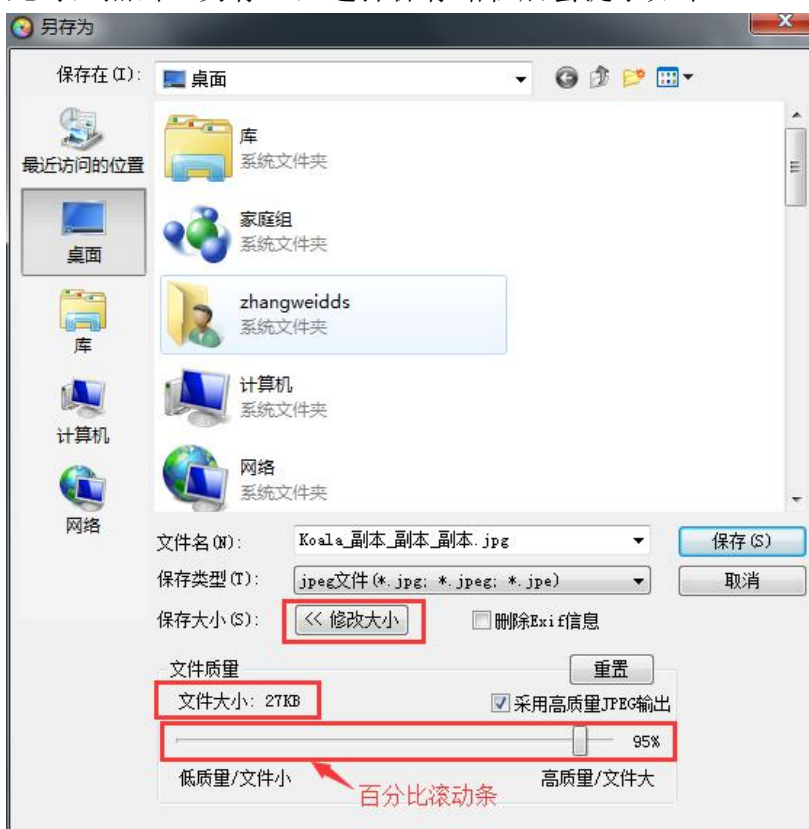 另存为
保存在(I): 桌面
最近访问的位置
桌面
库
计算机
网络
库
系统文件夹
家庭组
系统文件夹
zhangweidds
系统文件夹
计算机
系统文件夹
网络
系统文件夹
文件名(N): Koala_副本_副本_副本.jpg 保存(S)
保存类型(T): jpeg文件(*.jpg; *.jpeg; *.jpe) 取消
保存大小(S): << 修改大小 删除Exif信息
文件质量 重置
文件大小: 27KB 采用高质量JPEG输出
95%
低质量/文件小 高质量/文件大
百分比滚动条